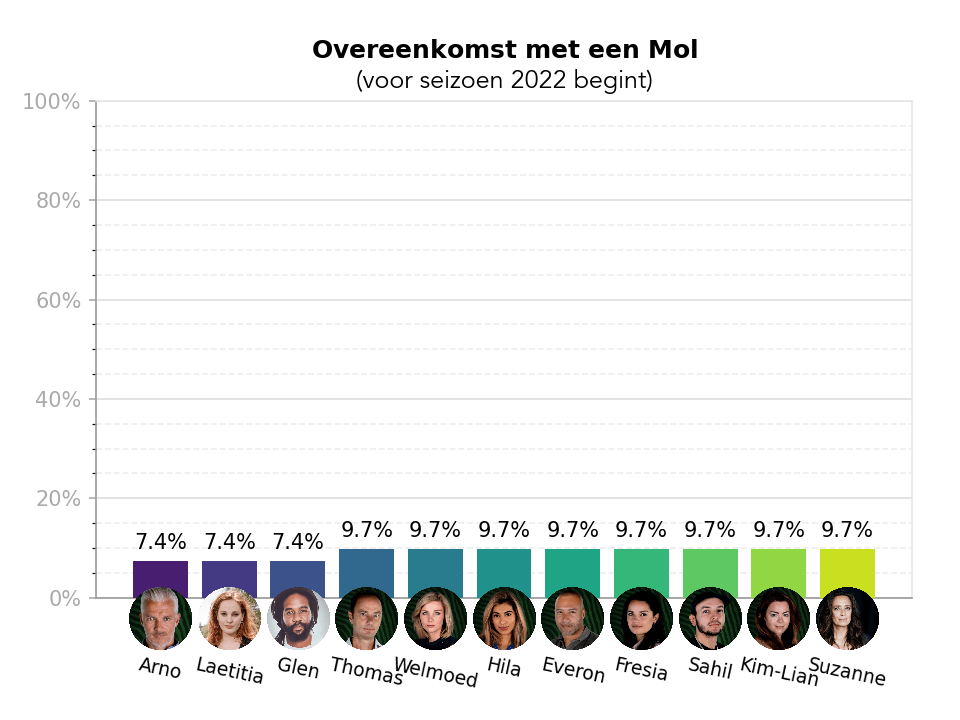 Overeenkomst met een Mol
(voor seizoen 2022 begint)
100%
80%
60%
40%
20%
0%
7.4% 7.4% 7.4% 9.7% 9.7% 9.7% 9.7% 9.7% 9.7% 9.7% 9.7%
Arno Laetitia Glen Thomas Welmoed Hila Everon Fresia Sahil Kim-Lian Suzanne